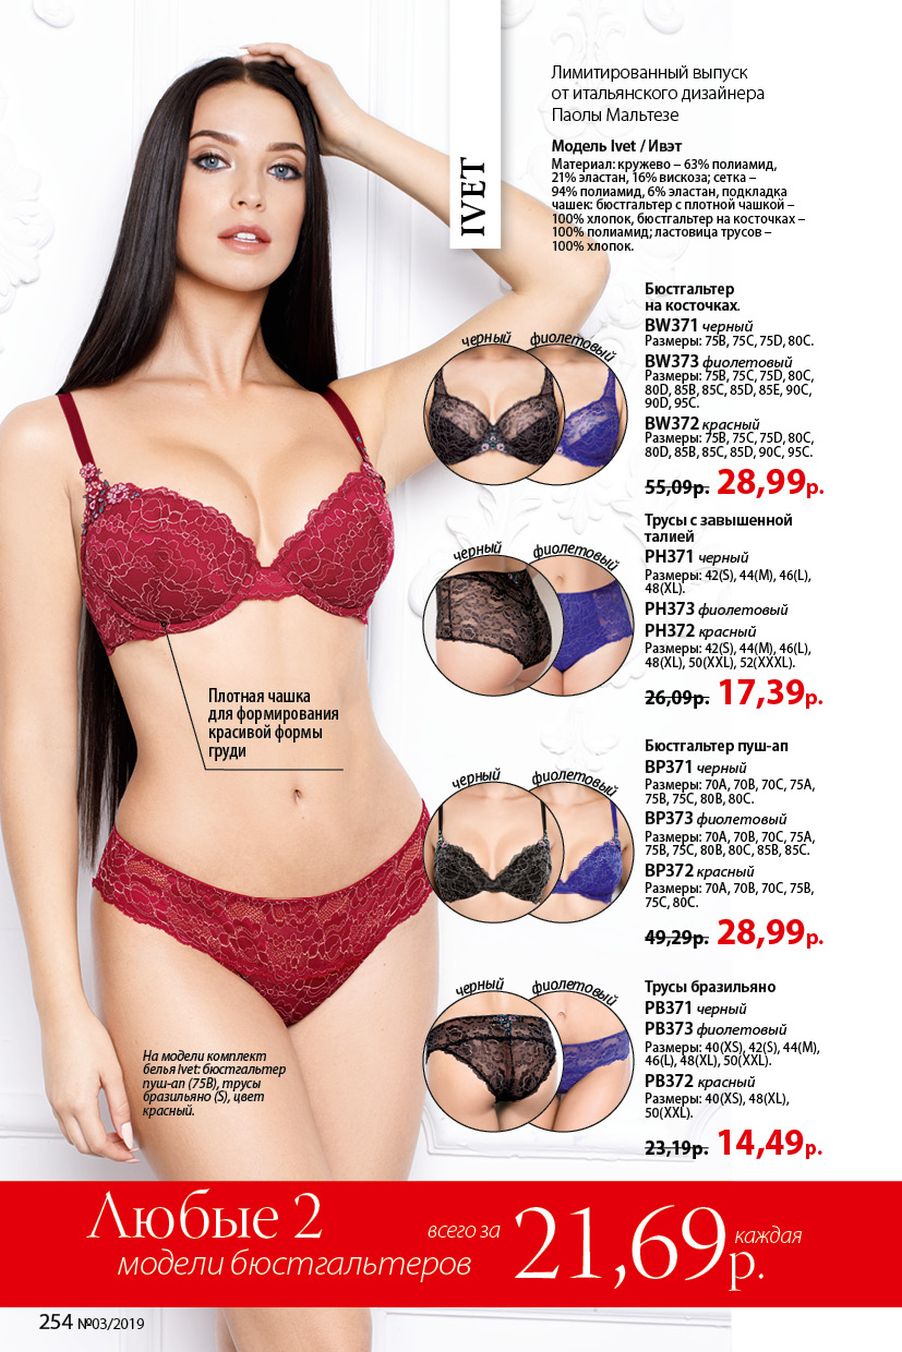 IVET
Лимитированный выпуск
от итальянского дизайнера
Паолы Мальтезе
Модель Ivet / Ивэт
Материал: кружево – 63% полиамид,
21% эластан, 16% вискоза; сетка –
94% полиамид, 6% эластан, подкладка
чашек: бюстгальтер с плотной чашкой –
100% хлопок, бюстгальтер на косточках –
100% полиамид; ластовица трусов –
100% хлопок.
черный
фиолетовый
Бюстгальтер
на косточках.
BW371 черный
Размеры: 75B, 75C, 75D, 80C.
BW373 фиолетовый
Размеры: 75B, 75C, 75D, 80C,
80D, 85B, 85C, 85D, 85E, 90C,
90D, 95C.
BW372 красный
Размеры: 75B, 75C, 75D, 80C,
80D, 85B, 85C, 85D, 90C, 95C.
55,09р. 28,99р.
черный
фиолетовый
Трусы с завышенной
талией
PH371 черный
Размеры: 42(S), 44(M), 46(L),
48(XL).
PH373 фиолетовый
PH372 красный
Размеры: 42(S), 44(M), 46(L),
48(XL), 50(XXL), 52(XXXL).
26,09р. 17,39р.
Плотная чашка
для формирования
красивой формы
груди
черный
фиолетовый
Бюстгальтер пуш-ап
BP371 черный
Размеры: 70A, 70B, 70C, 75A,
75B, 75C, 80B, 80C.
BP373 фиолетовый
Размеры: 70A, 70B, 70C, 75A,
75B, 75C, 80B, 80C, 85B, 85C.
BP372 красный
Размеры: 70A, 70B, 70C, 75B,
75C, 80C.
49,29р. 28,99р.
черный
фиолетовый
Трусы бразильяно
PB371 черный
PB373 фиолетовый
Размеры: 40(XS), 42(S), 44(M),
46(L), 48(XL), 50(XXL).
PB372 красный
Размеры: 40(XS), 48(XL),
50(XXL).
23,19р. 14,49р.
На модели комплект
белья Ivet: бюстгальтер
пуш-ап (75B), трусы
бразильяно (S), цвет
красный.
Любые 2
модели бюстгальтеров
всего за
21,69р.
каждая
254 №03/2019